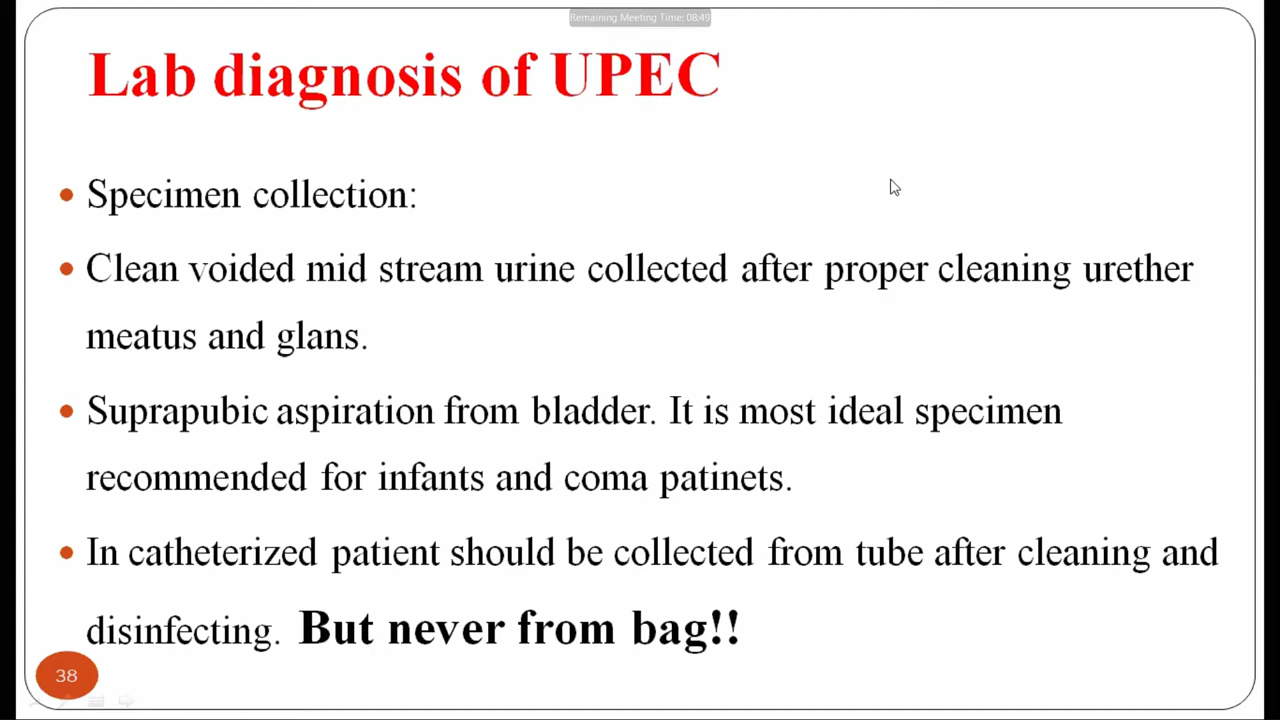 Remaining Meeting Time: 08:49
Lab diagnosis of UPEC
Specimen collection:
Clean voided mid stream urine collected after proper cleaning urether
meatus and glans.
Suprapubic aspiration from bladder. It is most ideal specimen
recommended for infants and coma patinets.
In catheterized patient should be collected from tube after cleaning and
disinfecting. But never from bag!!
38